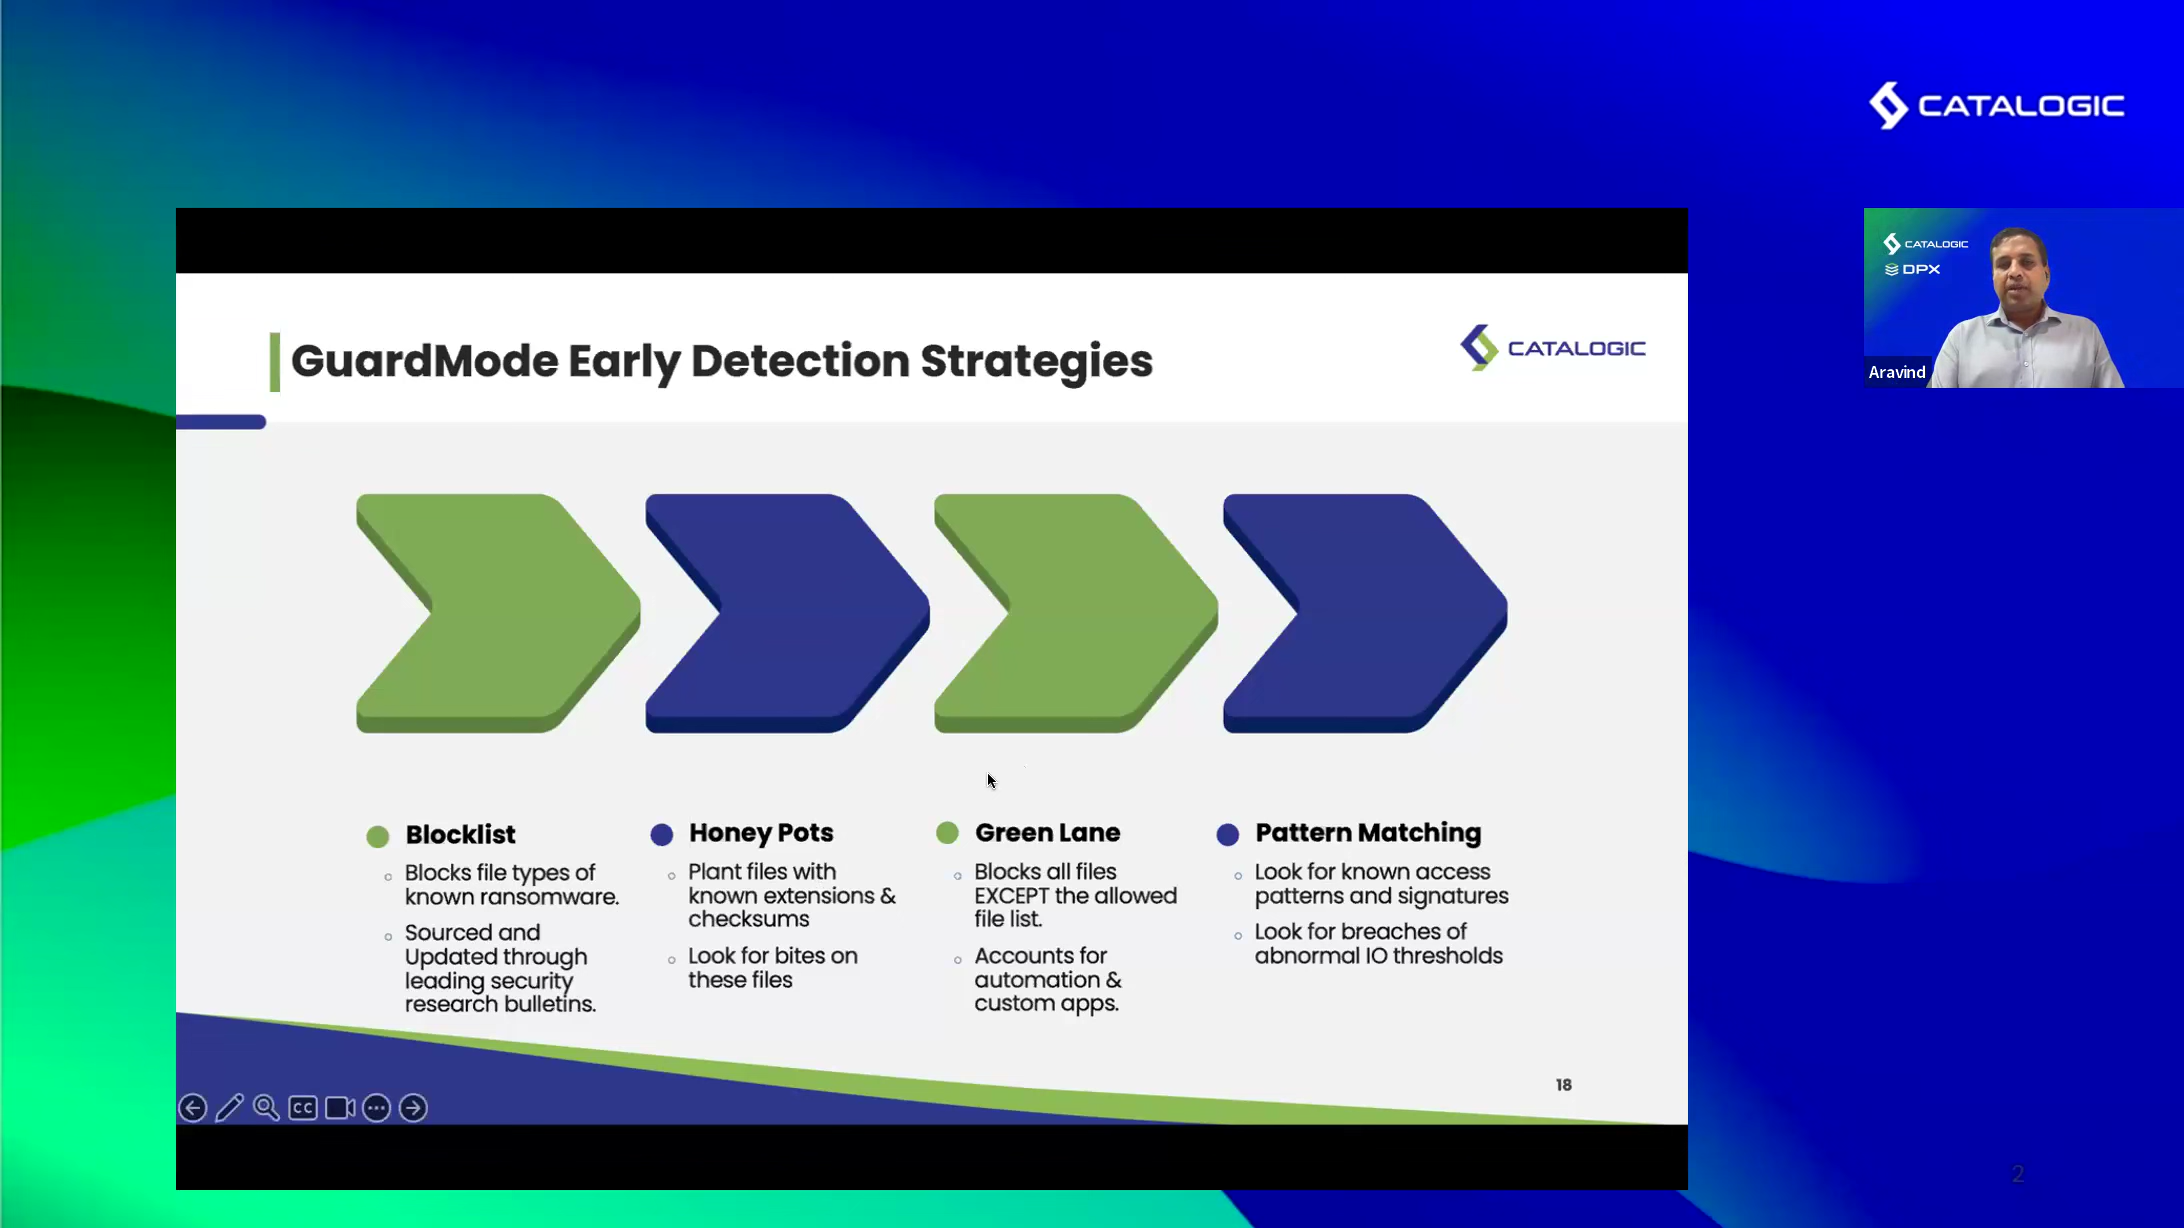 CATALOGIC
CATALOGIC
DPX
Aravind
GuardMode Early Detection Strategies
CATALOGIC
Blocklist
Blocks file types of
known ransomware.
Sourced and
Updated through
leading security
research bulletins.
Honey Pots
Plant files with
known extensions &
checksums
Look for bites on
these files
Green Lane
Blocks all files
EXCEPT the allowed
file list.
Accounts for
automation &
custom apps.
Pattern Matching
Look for known access
patterns and signatures
Look for breaches of
abnormal IO thresholds
18
CC
2